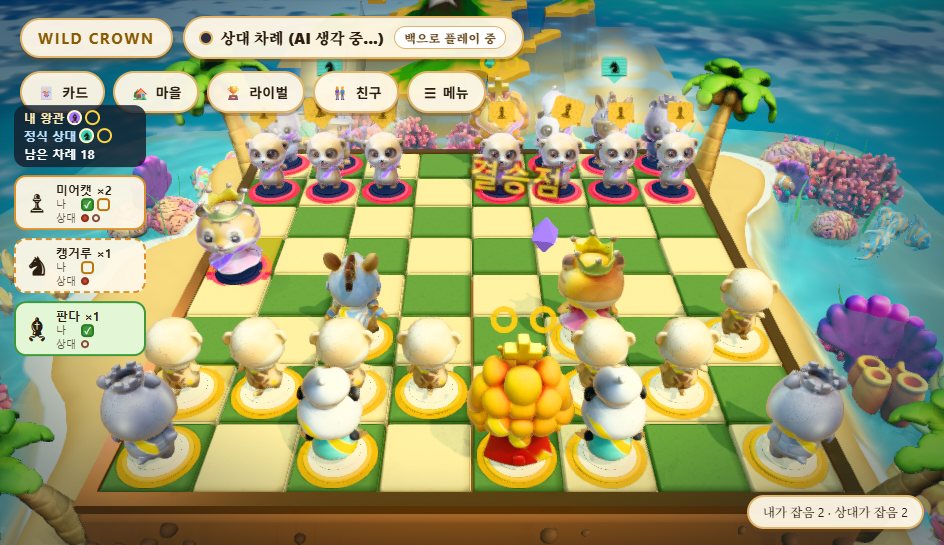 WILD CROWN
상대 차례 (AI 생각 중...)
백으로 플레이 중
카드
마을
라이벌
친구
☰ 메뉴
내 왕관
정식 상대
남은 차례 18
미어캣 ×2
나
상대
캥거루 ×1
나
상대
판다 ×1
나
상대
결승점
내가 잡음 2 · 상대가 잡음 2